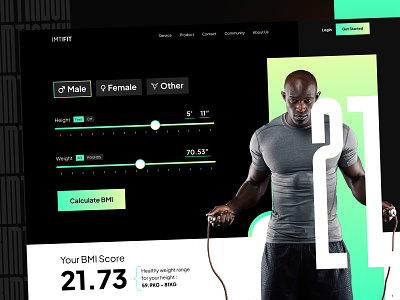 IMTIFIT
Service Product Contact Community About Us
Login Get Started
Male Female Other
Height Feet CM
5' 11"
Weight KG POUNDS
70.53"
Calculate BMI
21
Your BMI Score
21.73
Healthy weight range
for your height :
59.9KG - 81KG